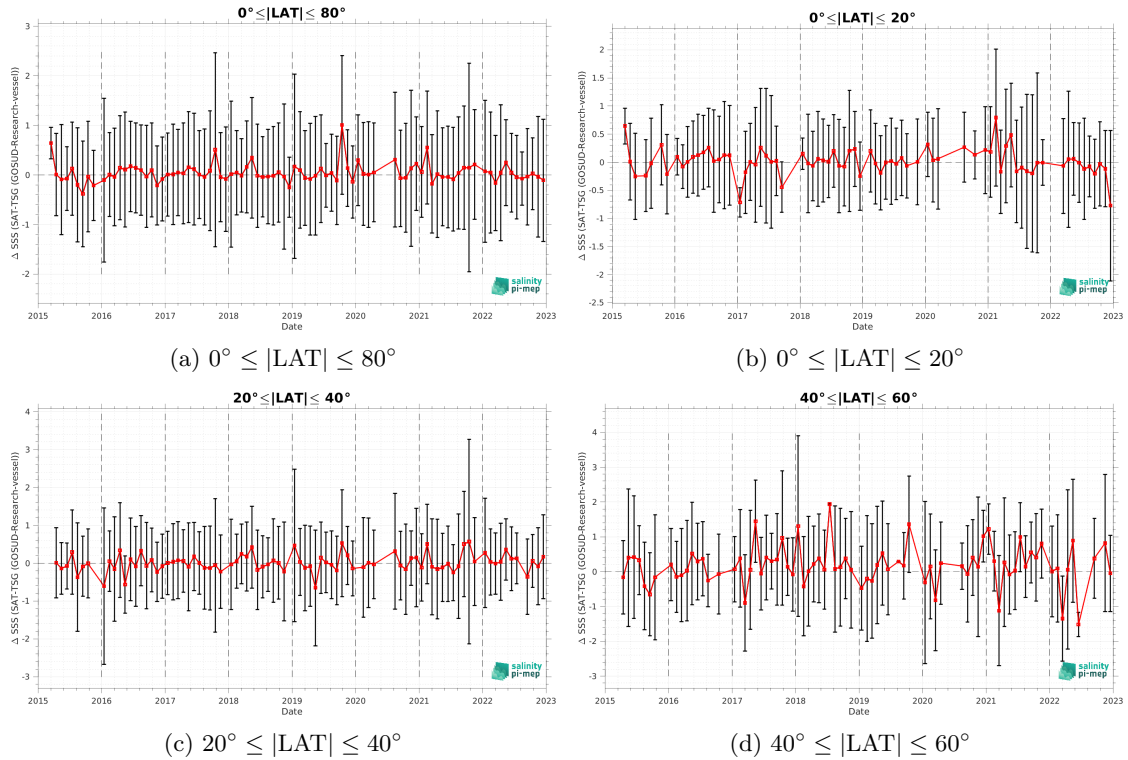 0°≤|LAT|≤ 80°
3
2
1
0
-1
-2
Δ SSS (SAT-TSG (GOSUD-Research-vessel))
2015 2016 2017 2018 2019 2020 2021 2022 2023
Date
salinity
pi-mep
(a) 0° ≤ |LAT| ≤ 80°
0°≤|LAT|≤ 20°
2
1.5
1
0.5
0
-0.5
-1
-1.5
-2
-2.5
Δ SSS (SAT-TSG (GOSUD-Research-vessel))
2015 2016 2017 2018 2019 2020 2021 2022 2023
Date
salinity
pi-mep
(b) 0° ≤ |LAT| ≤ 20°
20°≤|LAT|≤ 40°
4
3
2
1
0
-1
-2
-3
Δ SSS (SAT-TSG (GOSUD-Research-vessel))
2015 2016 2017 2018 2019 2020 2021 2022 2023
Date
salinity
pi-mep
(c) 20° ≤ |LAT| ≤ 40°
40°≤|LAT|≤ 60°
4
3
2
1
0
-1
-2
-3
Δ SSS (SAT-TSG (GOSUD-Research-vessel))
2015 2016 2017 2018 2019 2020 2021 2022 2023
Date
salinity
pi-mep
(d) 40° ≤ |LAT| ≤ 60°